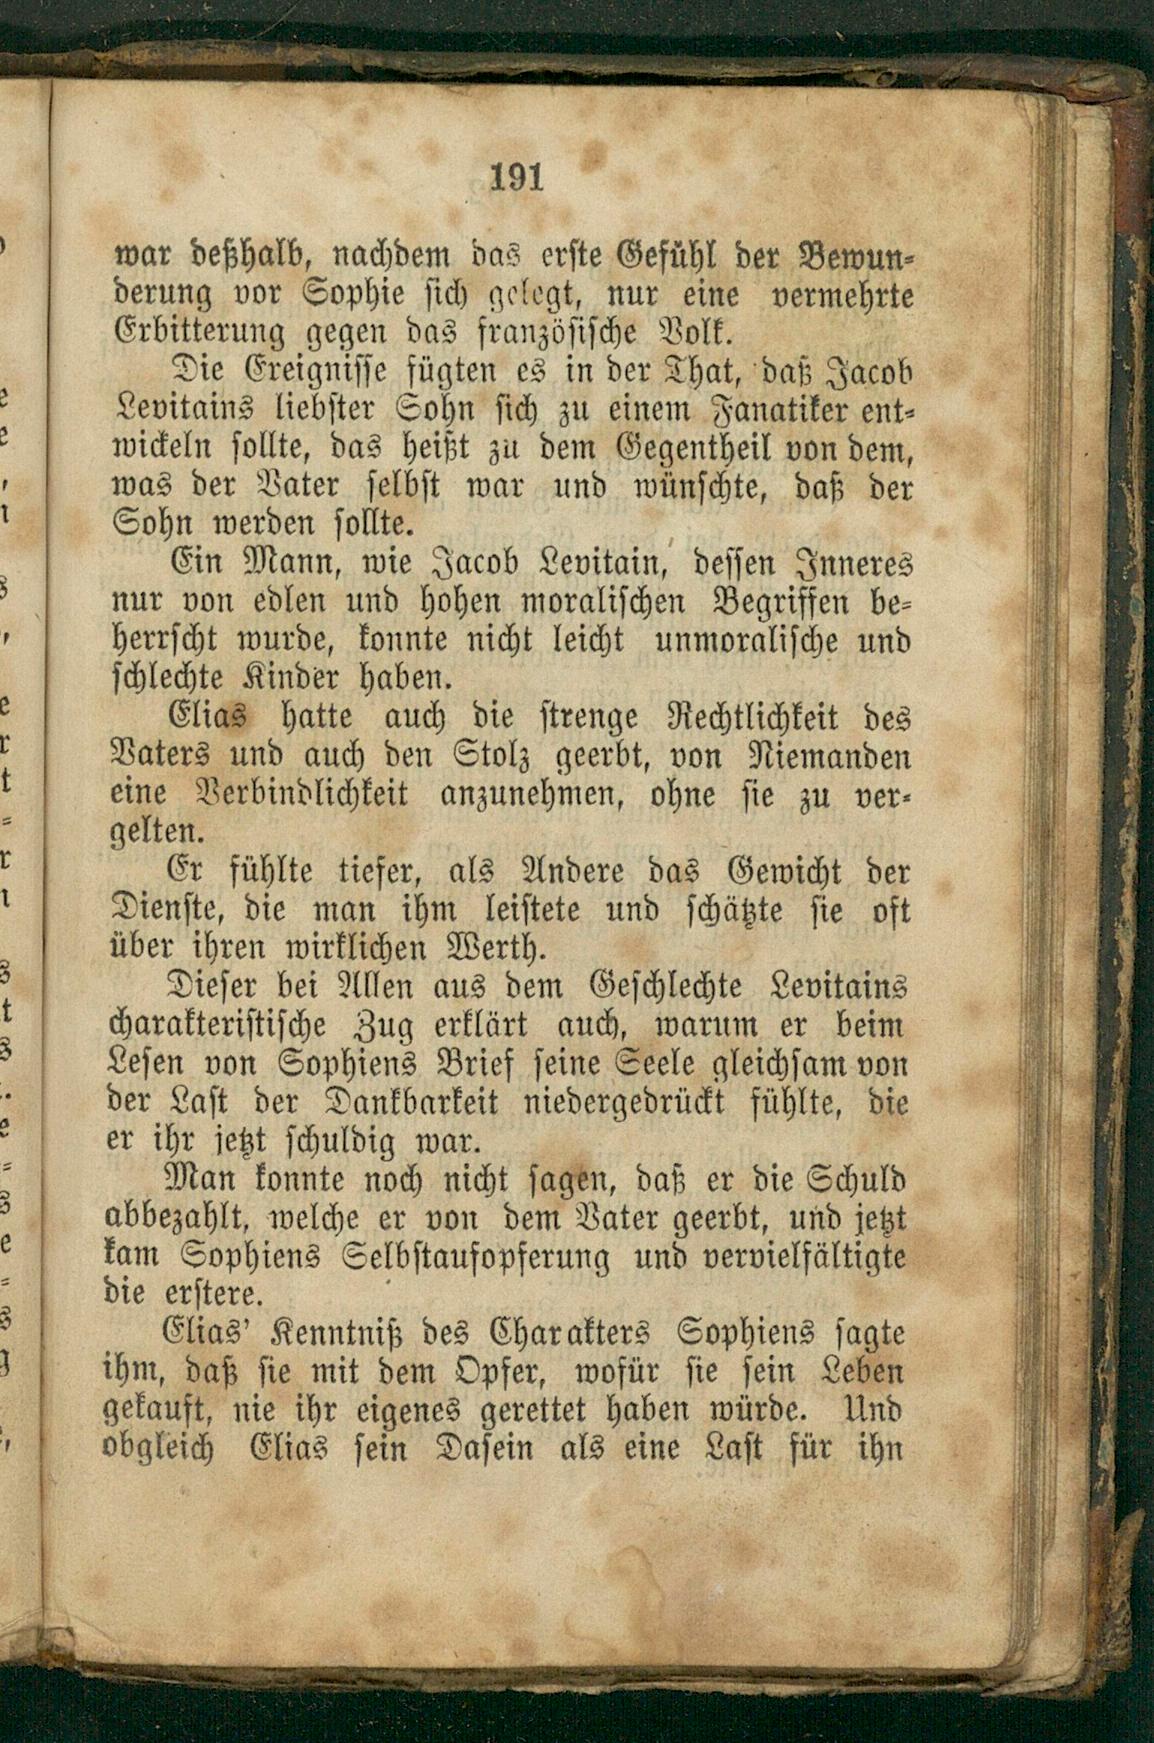 191
war deßhalb, nachdem das erste Gefühl der Bewun-
derung vor Sophie sich gelegt, nur eine vermehrte
Erbitterung gegen das französische Volk.
Die Ereignisse fügten es in der That, daß Jacob
Levitains liebster Sohn sich zu einem Fanatiker ent-
wickeln sollte, das heißt zu dem Gegentheil von dem,
was der Vater selbst war und wünschte, daß der
Sohn werden sollte.
Ein Mann, wie Jacob Levitain, dessen Inneres
nur von edlen und hohen moralischen Begriffen be-
herrscht wurde, konnte nicht leicht unmoralische und
schlechte Kinder haben.
Elias hatte auch die strenge Rechtlichkeit des
Vaters und auch den Stolz geerbt, von Niemanden
eine Verbindlichkeit anzunehmen, ohne sie zu ver-
gelten.
Er fühlte tiefer, als Andere das Gewicht der
Dienste, die man ihm leistete und schätzte sie oft
über ihren wirklichen Werth.
Dieser bei Allen aus dem Geschlechte Levitains
charakteristische Zug erklärt auch, warum er beim
Lesen von Sophiens Brief seine Seele gleichsam von
der Last der Dankbarkeit niedergedrückt fühlte, die
er ihr jetzt schuldig war.
Man konnte noch nicht sagen, daß er die Schuld
abbezahlt, welche er von dem Vater geerbt, und jetzt
kam Sophiens Selbstaufopferung und vervielfältigte
die erstere.
Elias' Kenntniß des Charakters Sophiens sagte
ihm, daß sie mit dem Opfer, wofür sie sein Leben
gekauft, nie ihr eigenes gerettet haben würde. Und
obgleich Elias sein Dasein als eine Last für ihn